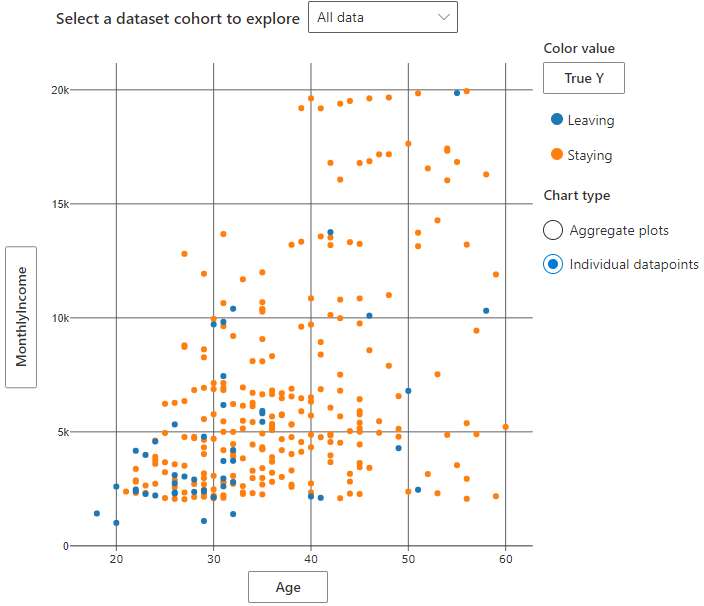 Select a dataset cohort to explore
All data
Color value
True Y
Leaving
Staying
Chart type
Aggregate plots
Individual datapoints
20k
15k
10k
5k
0
MonthlyIncome
20 30 40 50 60
Age